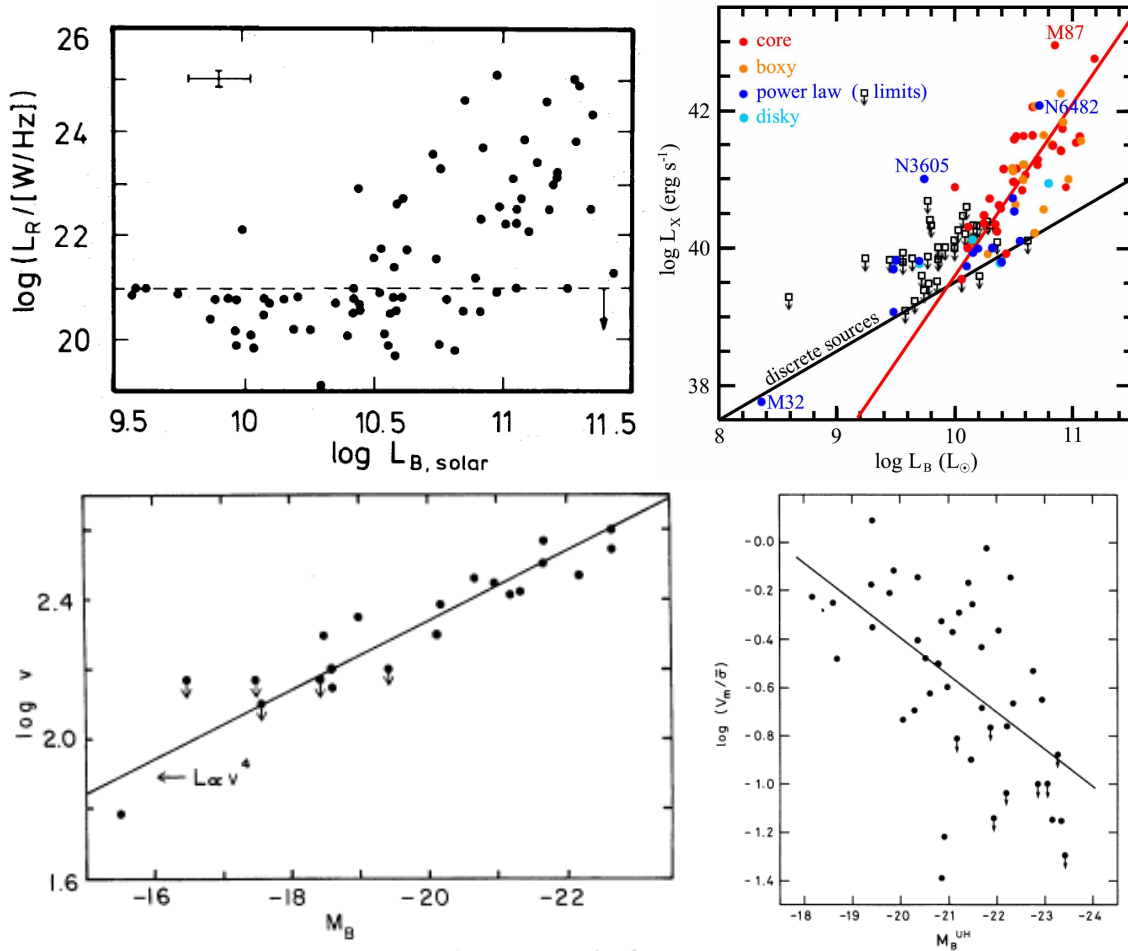 26
24
22
20
log (L_R/[W/Hz])
9.5 10 10.5 11 11.5
log L_B, solar
core
boxy
power law (□ limits)
disky
M87
N6482
N3605
discrete sources
M32
42
40
38
log L_X (erg s⁻¹)
8 9 10 11
log L_B (L_⊙)
2.4
2.0
1.6
log v
← L∝v⁴
-16 -18 -20 -22
M_B
-0.0
-0.2
-0.4
-0.6
-0.8
-1.0
-1.2
-1.4
log (V_m/σ̄)
-18 -19 -20 -21 -22 -23 -24
M_B^UH